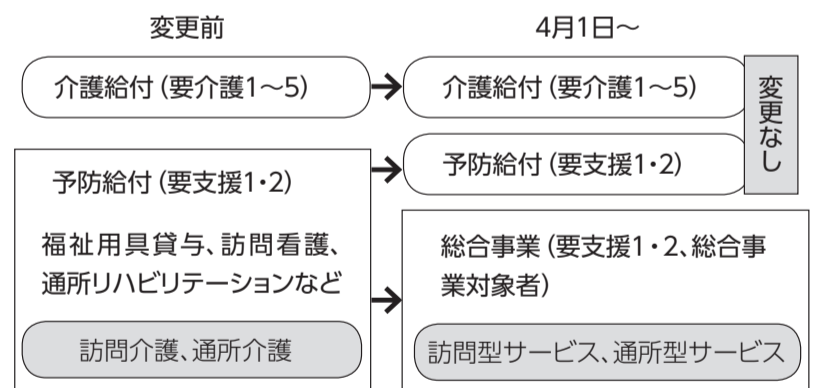 変更前
4月1日～
介護給付（要介護1～5）
介護給付（要介護1～5）
変更なし
予防給付（要支援1・2）
予防給付（要支援1・2）
福祉用具貸与、訪問看護、
通所リハビリテーションなど
訪問介護、通所介護
総合事業（要支援1・2、総合事
業対象者）
訪問型サービス、通所型サービス